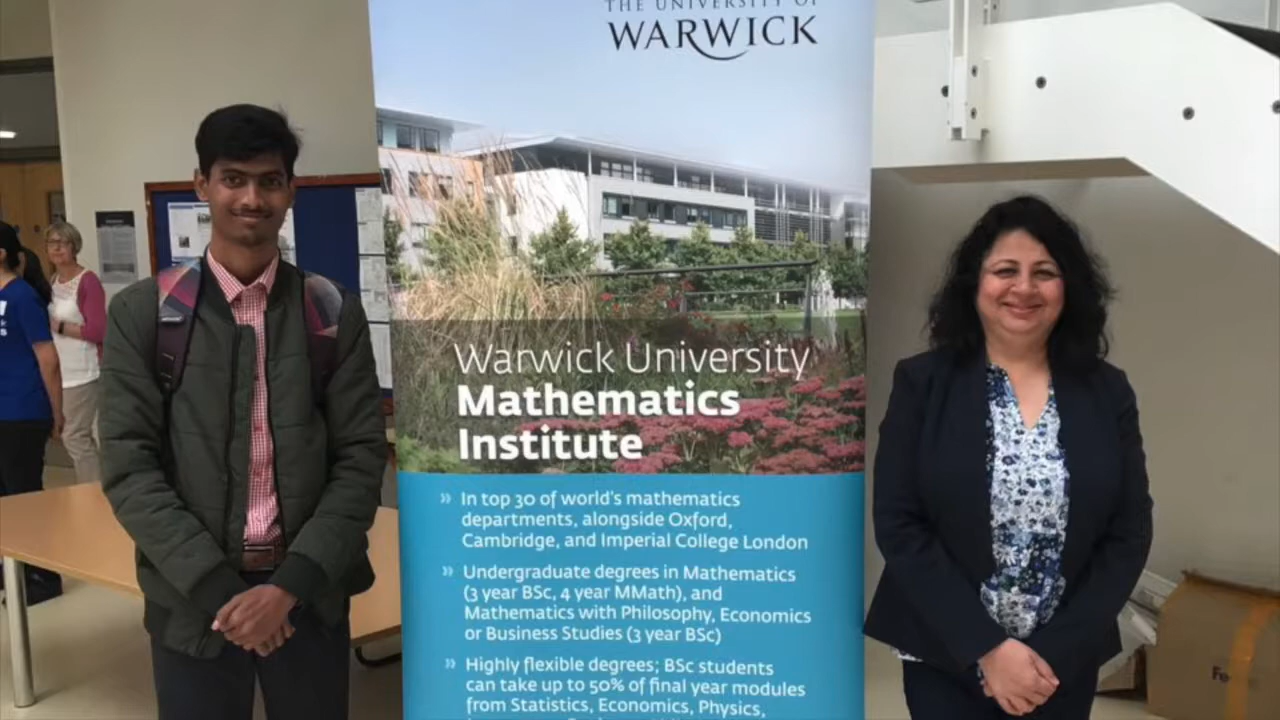 THE UNIVERSITY OF
WARWICK
Warwick University
Mathematics
Institute
» In top 30 of world's mathematics
departments, alongside Oxford,
Cambridge, and Imperial College London
» Undergraduate degrees in Mathematics
(3 year BSc, 4 year MMath), and
Mathematics with Philosophy, Economics
or Business Studies (3 year BSc)
» Highly flexible degrees; BSc students
can take up to 50% of final year modules
from Statistics, Economics, Physics,
Fe